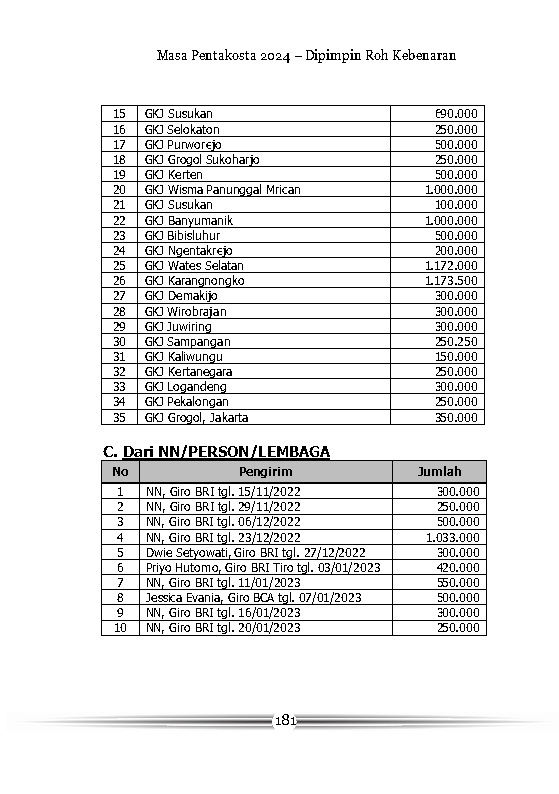 Masa Pentakosta 2024 – Dipimpin Roh Kebenaran
15 GKJ Susukan 690.000
16 GKJ Selokaton 250.000
17 GKJ Purworejo 500.000
18 GKJ Grogol Sukoharjo 250.000
19 GKJ Kerten 500.000
20 GKJ Wisma Panunggal Mrican 1.000.000
21 GKJ Susukan 100.000
22 GKJ Banyumanik 1.000.000
23 GKJ Bibisluhur 500.000
24 GKJ Ngentakrejo 200.000
25 GKJ Wates Selatan 1.172.000
26 GKJ Karangnongko 1.173.500
27 GKJ Demakijo 300.000
28 GKJ Wirobrajan 300.000
29 GKJ Juwiring 300.000
30 GKJ Sampangan 250.250
31 GKJ Kaliwungu 150.000
32 GKJ Kertanegara 250.000
33 GKJ Logandeng 300.000
34 GKJ Pekalongan 250.000
35 GKJ Grogol, Jakarta 350.000
C. Dari NN/PERSON/LEMBAGA
No Pengirim Jumlah
1 NN, Giro BRI tgl. 15/11/2022 300.000
2 NN, Giro BRI tgl. 29/11/2022 250.000
3 NN, Giro BRI tgl. 06/12/2022 500.000
4 NN, Giro BRI tgl. 23/12/2022 1.033.000
5 Dwie Setyowati, Giro BRI tgl. 27/12/2022 300.000
6 Priyo Hutomo, Giro BRI Tiro tgl. 03/01/2023 420.000
7 NN, Giro BRI tgl. 11/01/2023 550.000
8 Jessica Evania, Giro BCA tgl. 07/01/2023 500.000
9 NN, Giro BRI tgl. 16/01/2023 300.000
10 NN, Giro BRI tgl. 20/01/2023 250.000
181